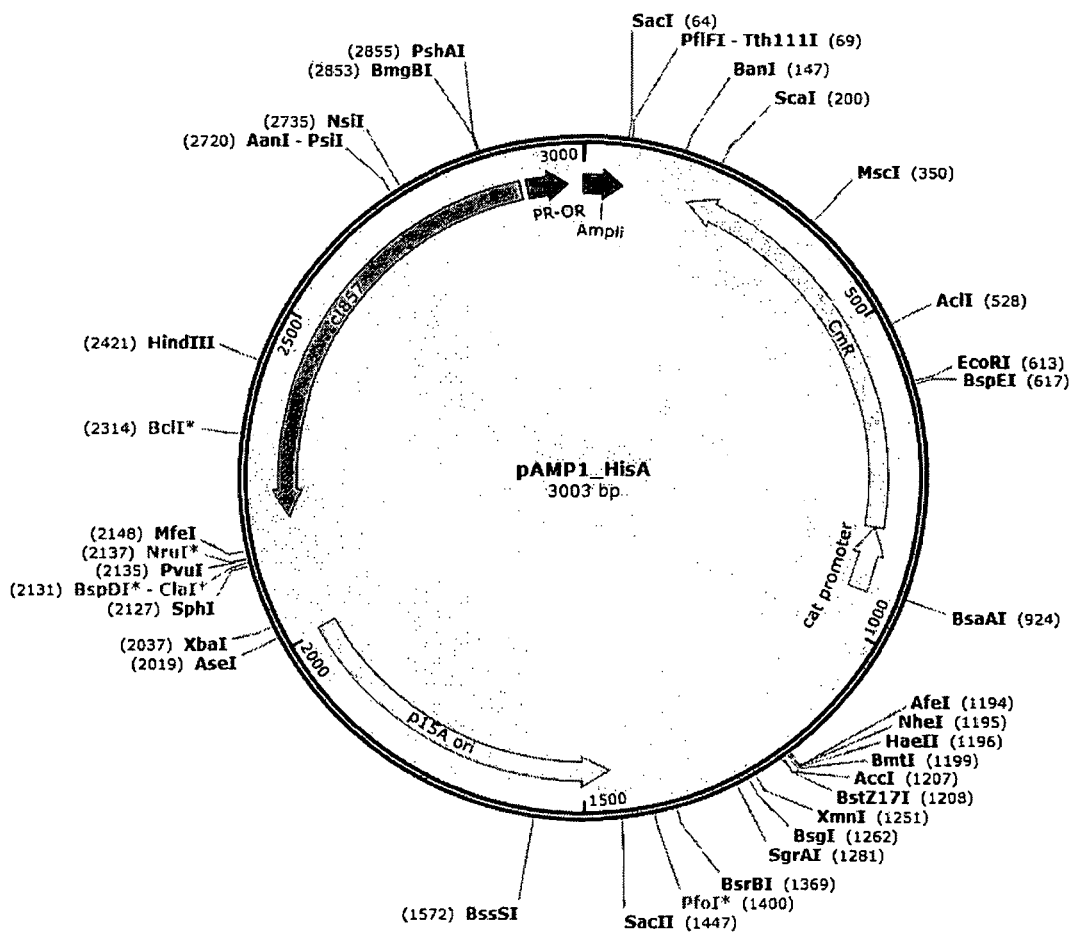 SacI (64)
PflFI - Tth111I (69)
BanI (147)
ScaI (200)
MscI (350)
AclI (528)
EcoRI (613)
BspEI (617)
BsaAI (924)
AfeI (1194)
NheI (1195)
HaeII (1196)
BmtI (1199)
AccI (1207)
BstZ17I (1208)
XmnI (1251)
BsgI (1262)
SgrAI (1281)
BsrBI (1369)
PfoI* (1400)
SacII (1447)
(1572) BssSI
(2019) AseI
(2037) XbaI
(2127) SphI
(2131) BspDI* - ClaI*
(2135) PvuI
(2137) NruI*
(2148) MfeI
(2314) BclI*
(2421) HindIII
(2720) AanI - PsiI
(2735) NsiI
(2853) BmgBI
(2855) PshAI
3000
500
1000
1500
2000
2500
PR-OR
Ampli
CmR
cat promoter
p15A ori
cI857
pAMP1_HisA
3003 bp